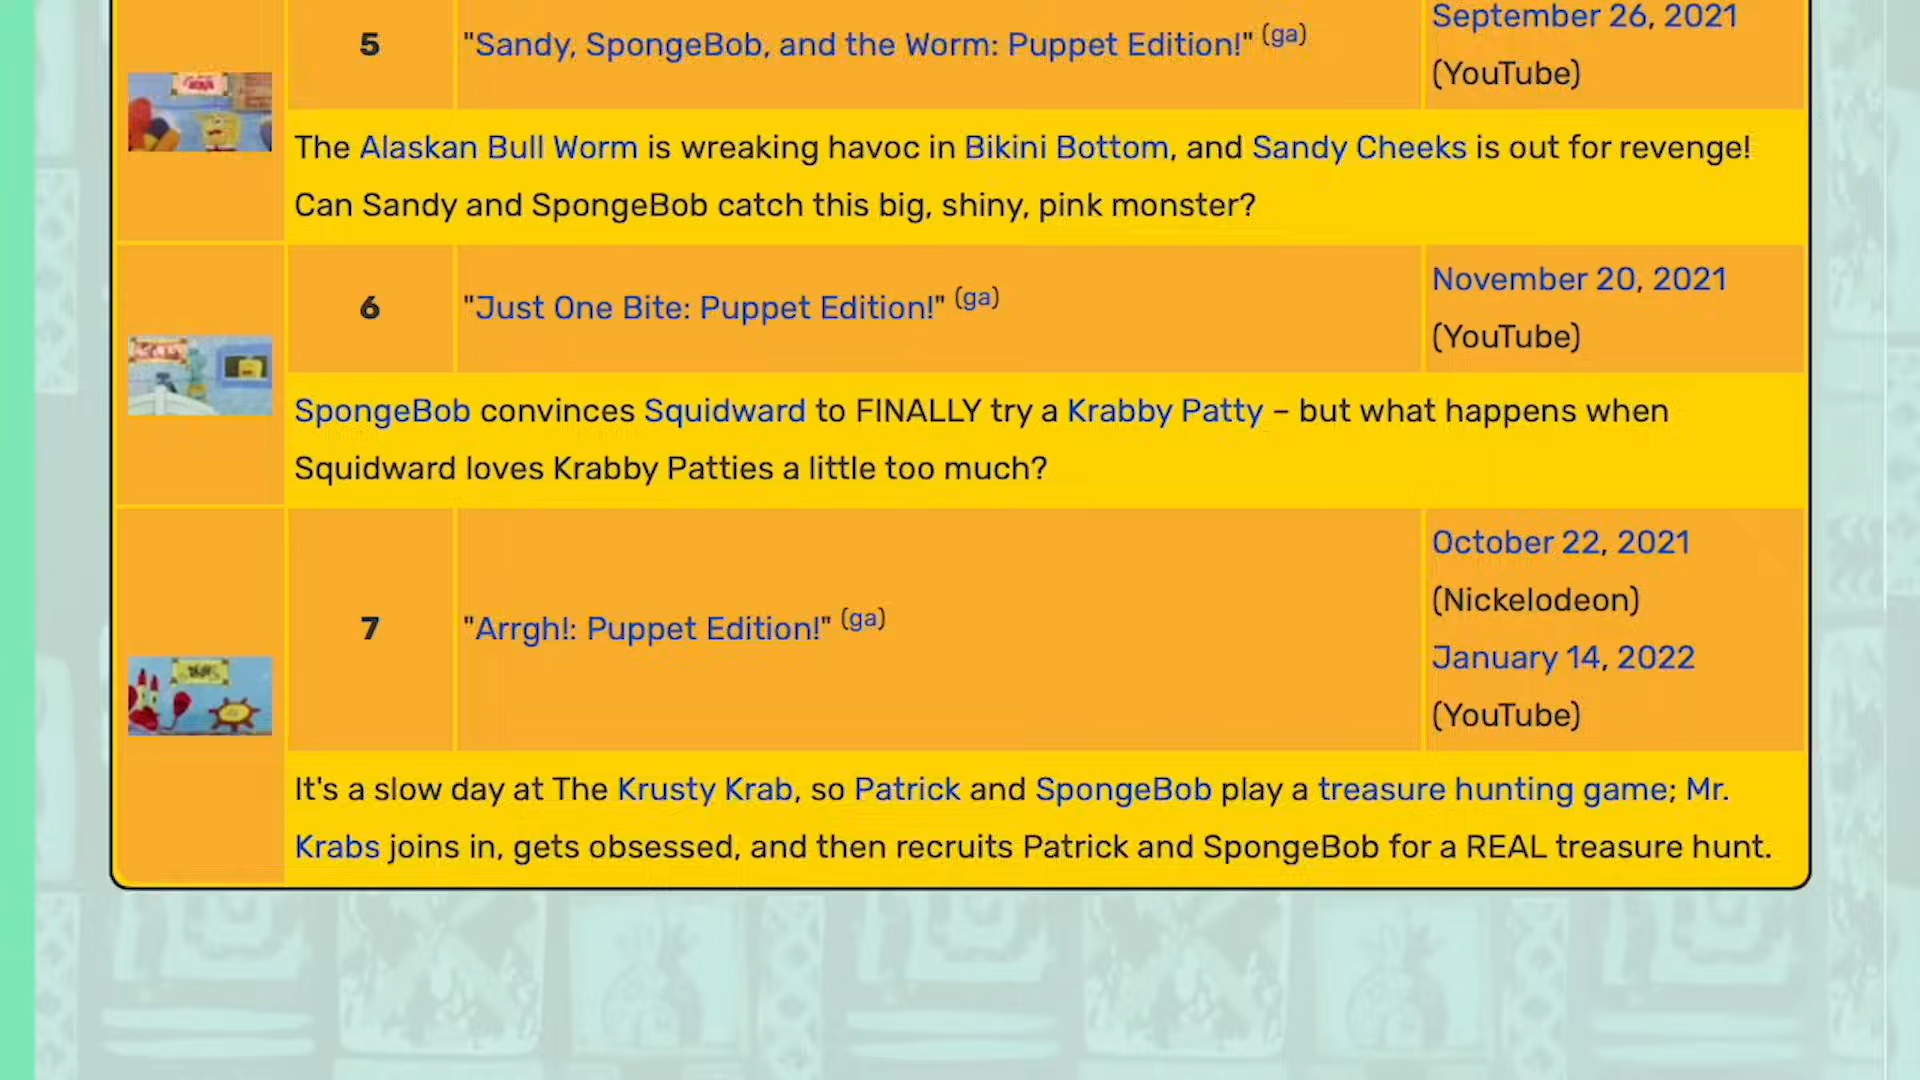 5
"Sandy, SpongeBob, and the Worm: Puppet Edition!" (ga)
September 26, 2021
(YouTube)
The Alaskan Bull Worm is wreaking havoc in Bikini Bottom, and Sandy Cheeks is out for revenge!
Can Sandy and SpongeBob catch this big, shiny, pink monster?
6
"Just One Bite: Puppet Edition!" (ga)
November 20, 2021
(YouTube)
SpongeBob convinces Squidward to FINALLY try a Krabby Patty – but what happens when
Squidward loves Krabby Patties a little too much?
7
"Arrgh!: Puppet Edition!" (ga)
October 22, 2021
(Nickelodeon)
January 14, 2022
(YouTube)
It's a slow day at The Krusty Krab, so Patrick and SpongeBob play a treasure hunting game; Mr.
Krabs joins in, gets obsessed, and then recruits Patrick and SpongeBob for a REAL treasure hunt.